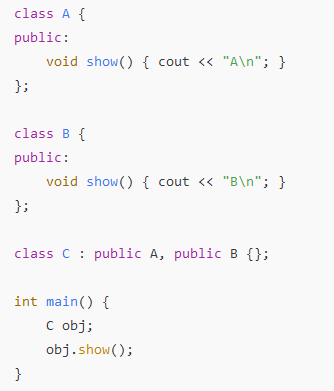 class A {
public:
    void show() { cout << "A\n"; }
};

class B {
public:
    void show() { cout << "B\n"; }
};

class C : public A, public B {};

int main() {
    C obj;
    obj.show();
}